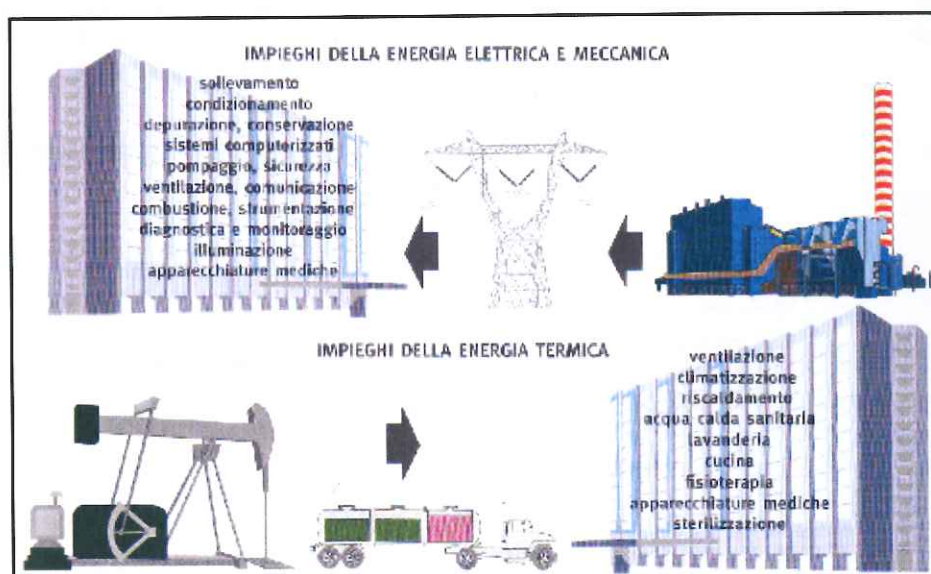 IMPIEGHI DELLA ENERGIA ELETTRICA E MECCANICA
sollevamento
condizionamento
depurazione, conservazione
sistemi computerizzati
pompaggio, sicurezza
ventilazione, comunicazione
combustione, strumentazione
diagnostica e monitoraggio
illuminazione
apparecchiature mediche
IMPIEGHI DELLA ENERGIA TERMICA
ventilazione
climatizzazione
riscaldamento
acqua calda sanitaria
lavanderia
cucina
fisioterapia
apparecchiature mediche
sterilizzazione